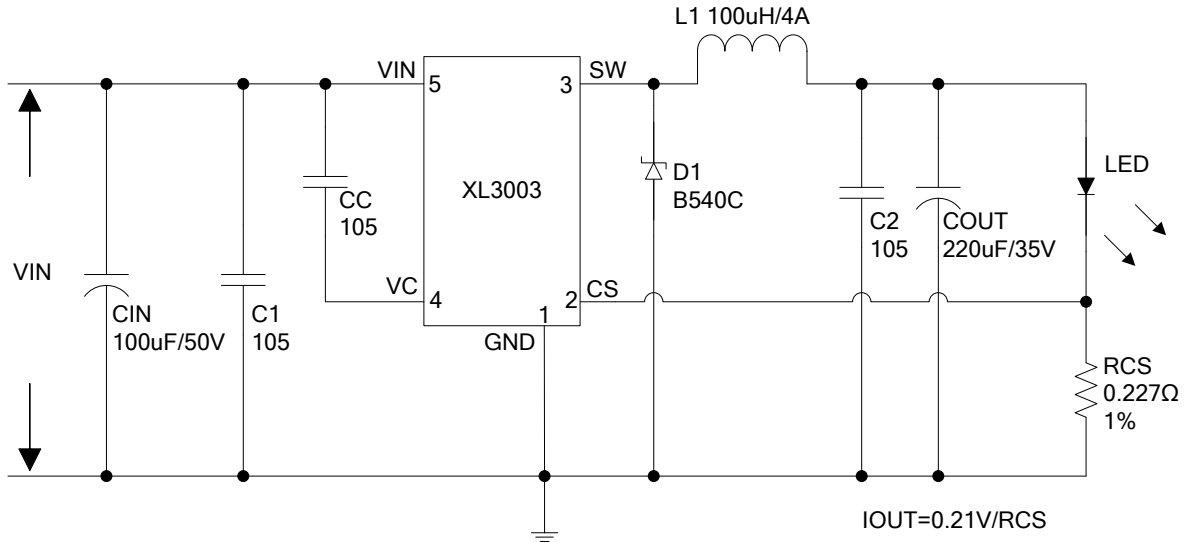 L1 100uH/4A
VIN
5
3
SW
XL3003
CC
105
D1
B540C
LED
VIN
C2
105
COUT
220uF/35V
VC
4
2
CS
1
GND
CIN
100uF/50V
C1
105
RCS
0.227Ω
1%
IOUT=0.21V/RCS